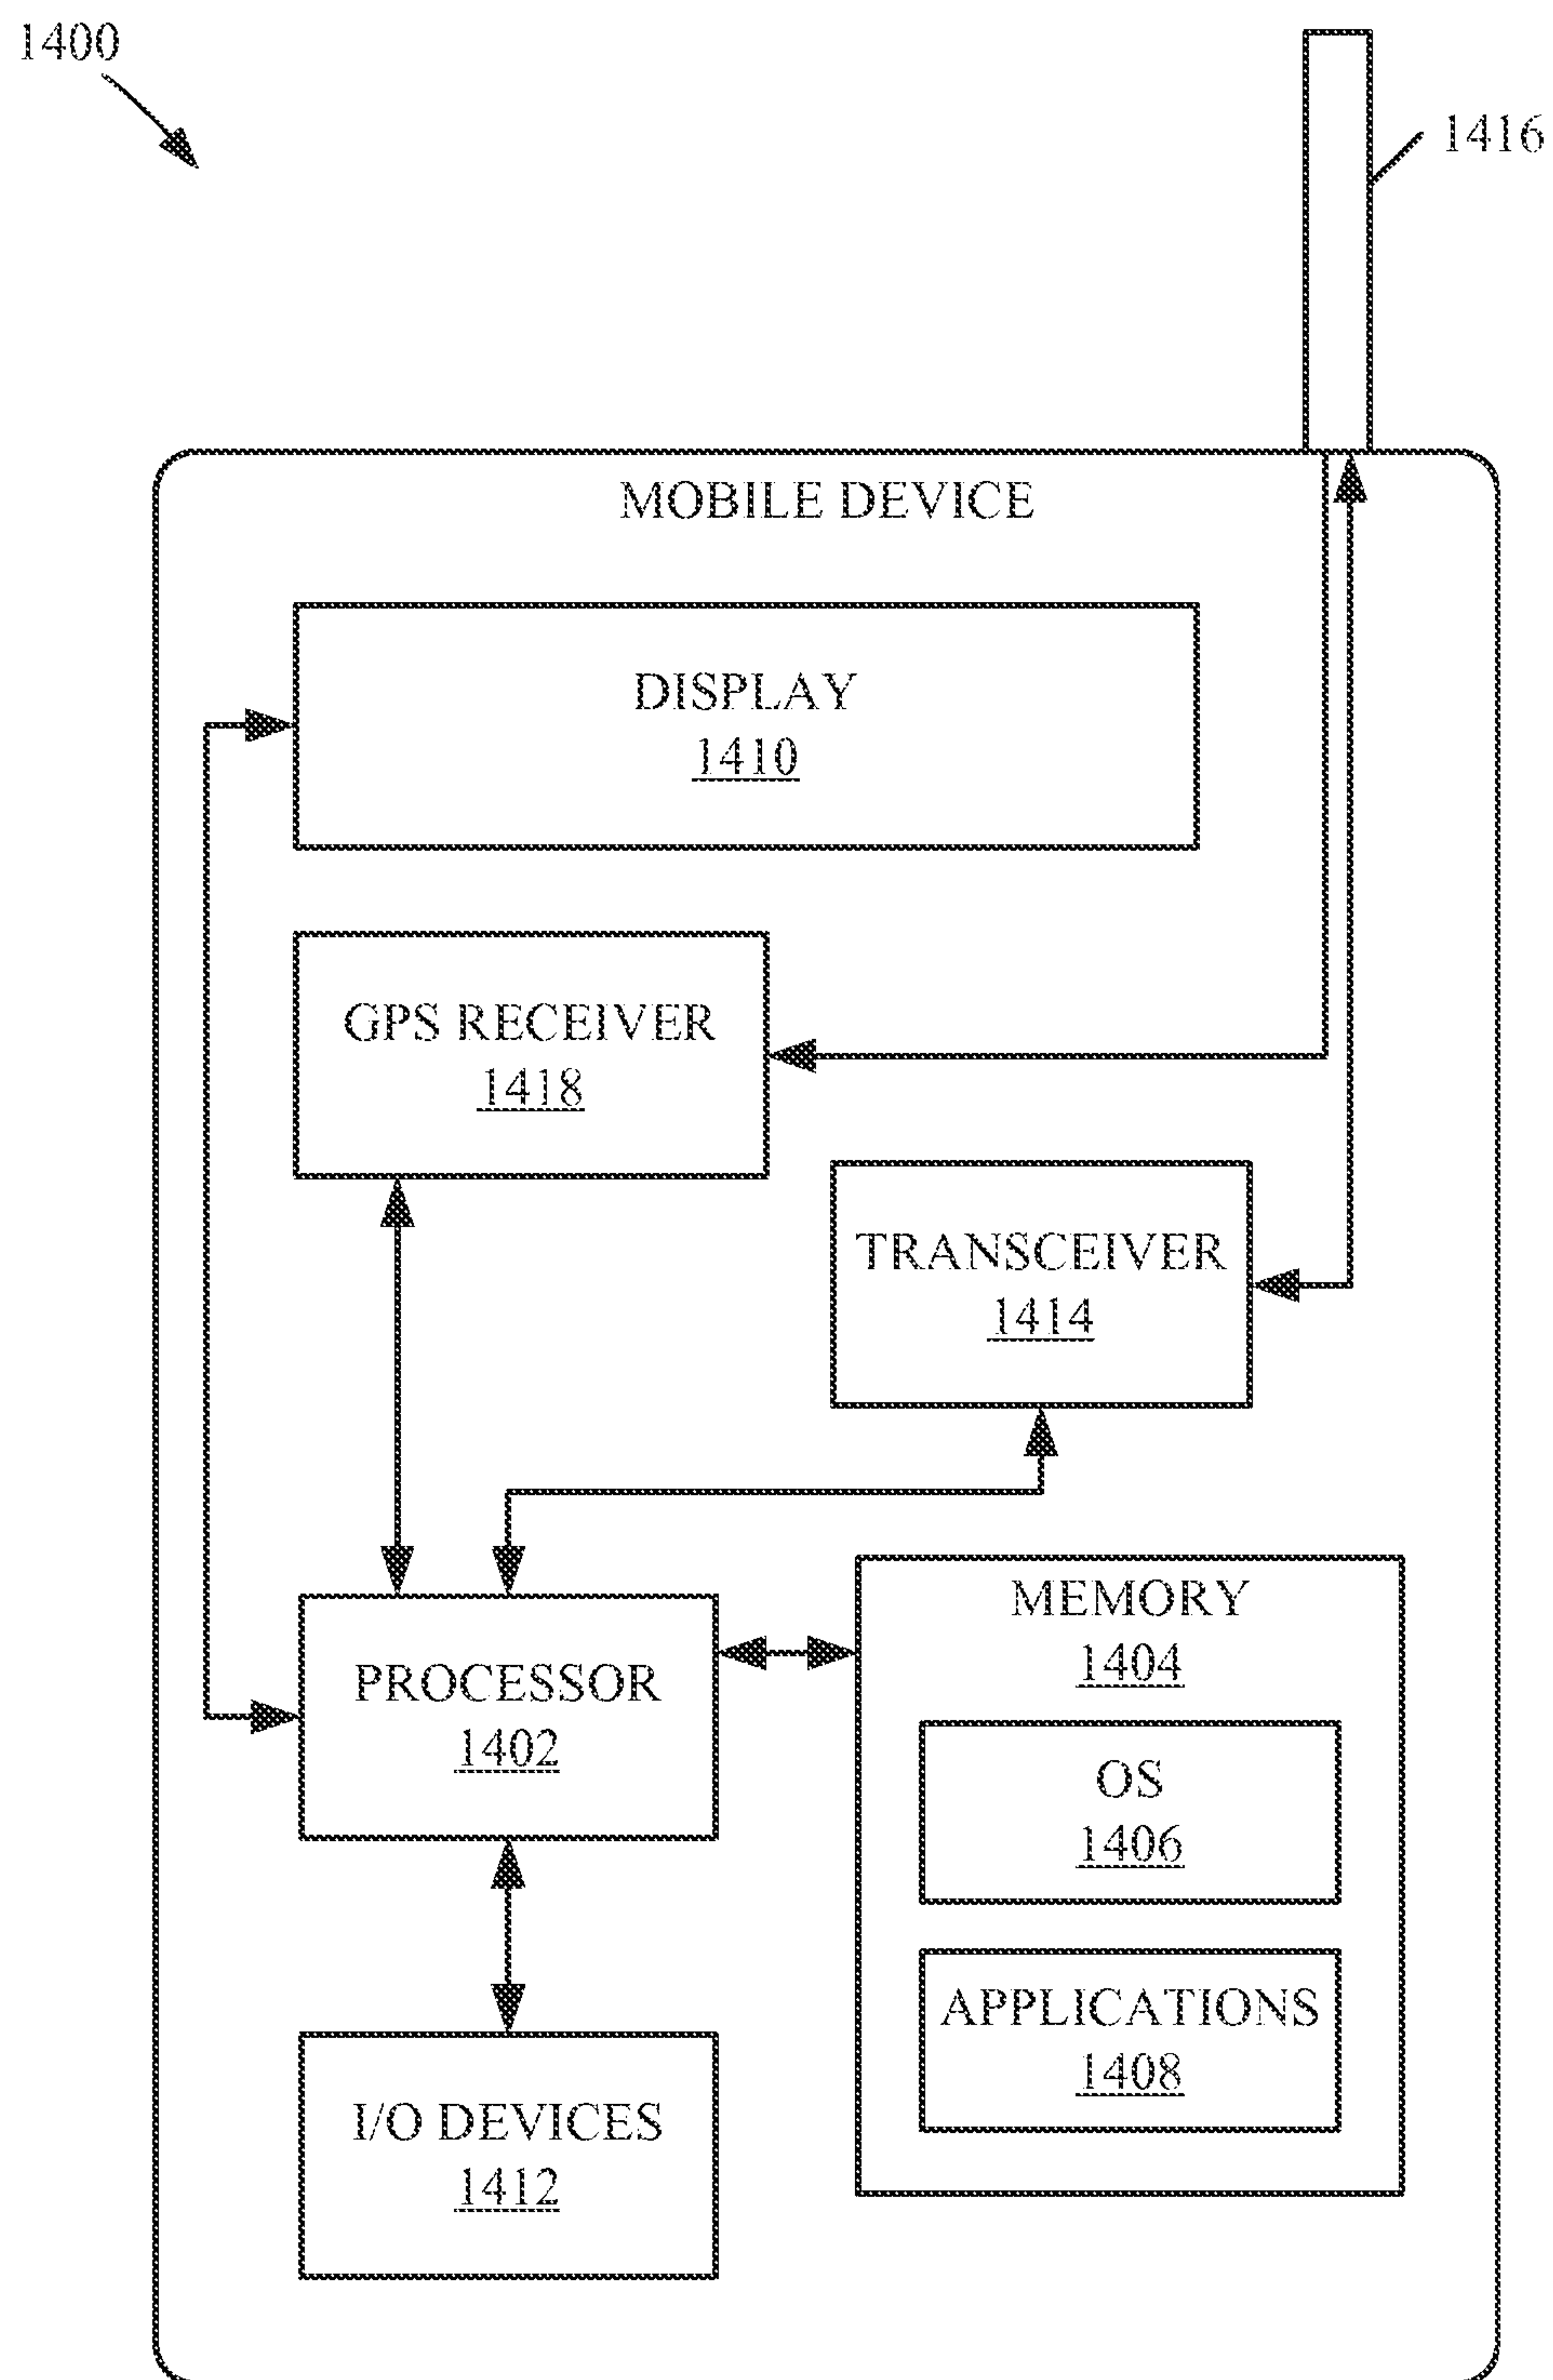 1400
1416
MOBILE DEVICE
DISPLAY
1410
GPS RECEIVER
1418
TRANSCEIVER
1414
PROCESSOR
1402
MEMORY
1404
OS
1406
APPLICATIONS
1408
I/O DEVICES
1412